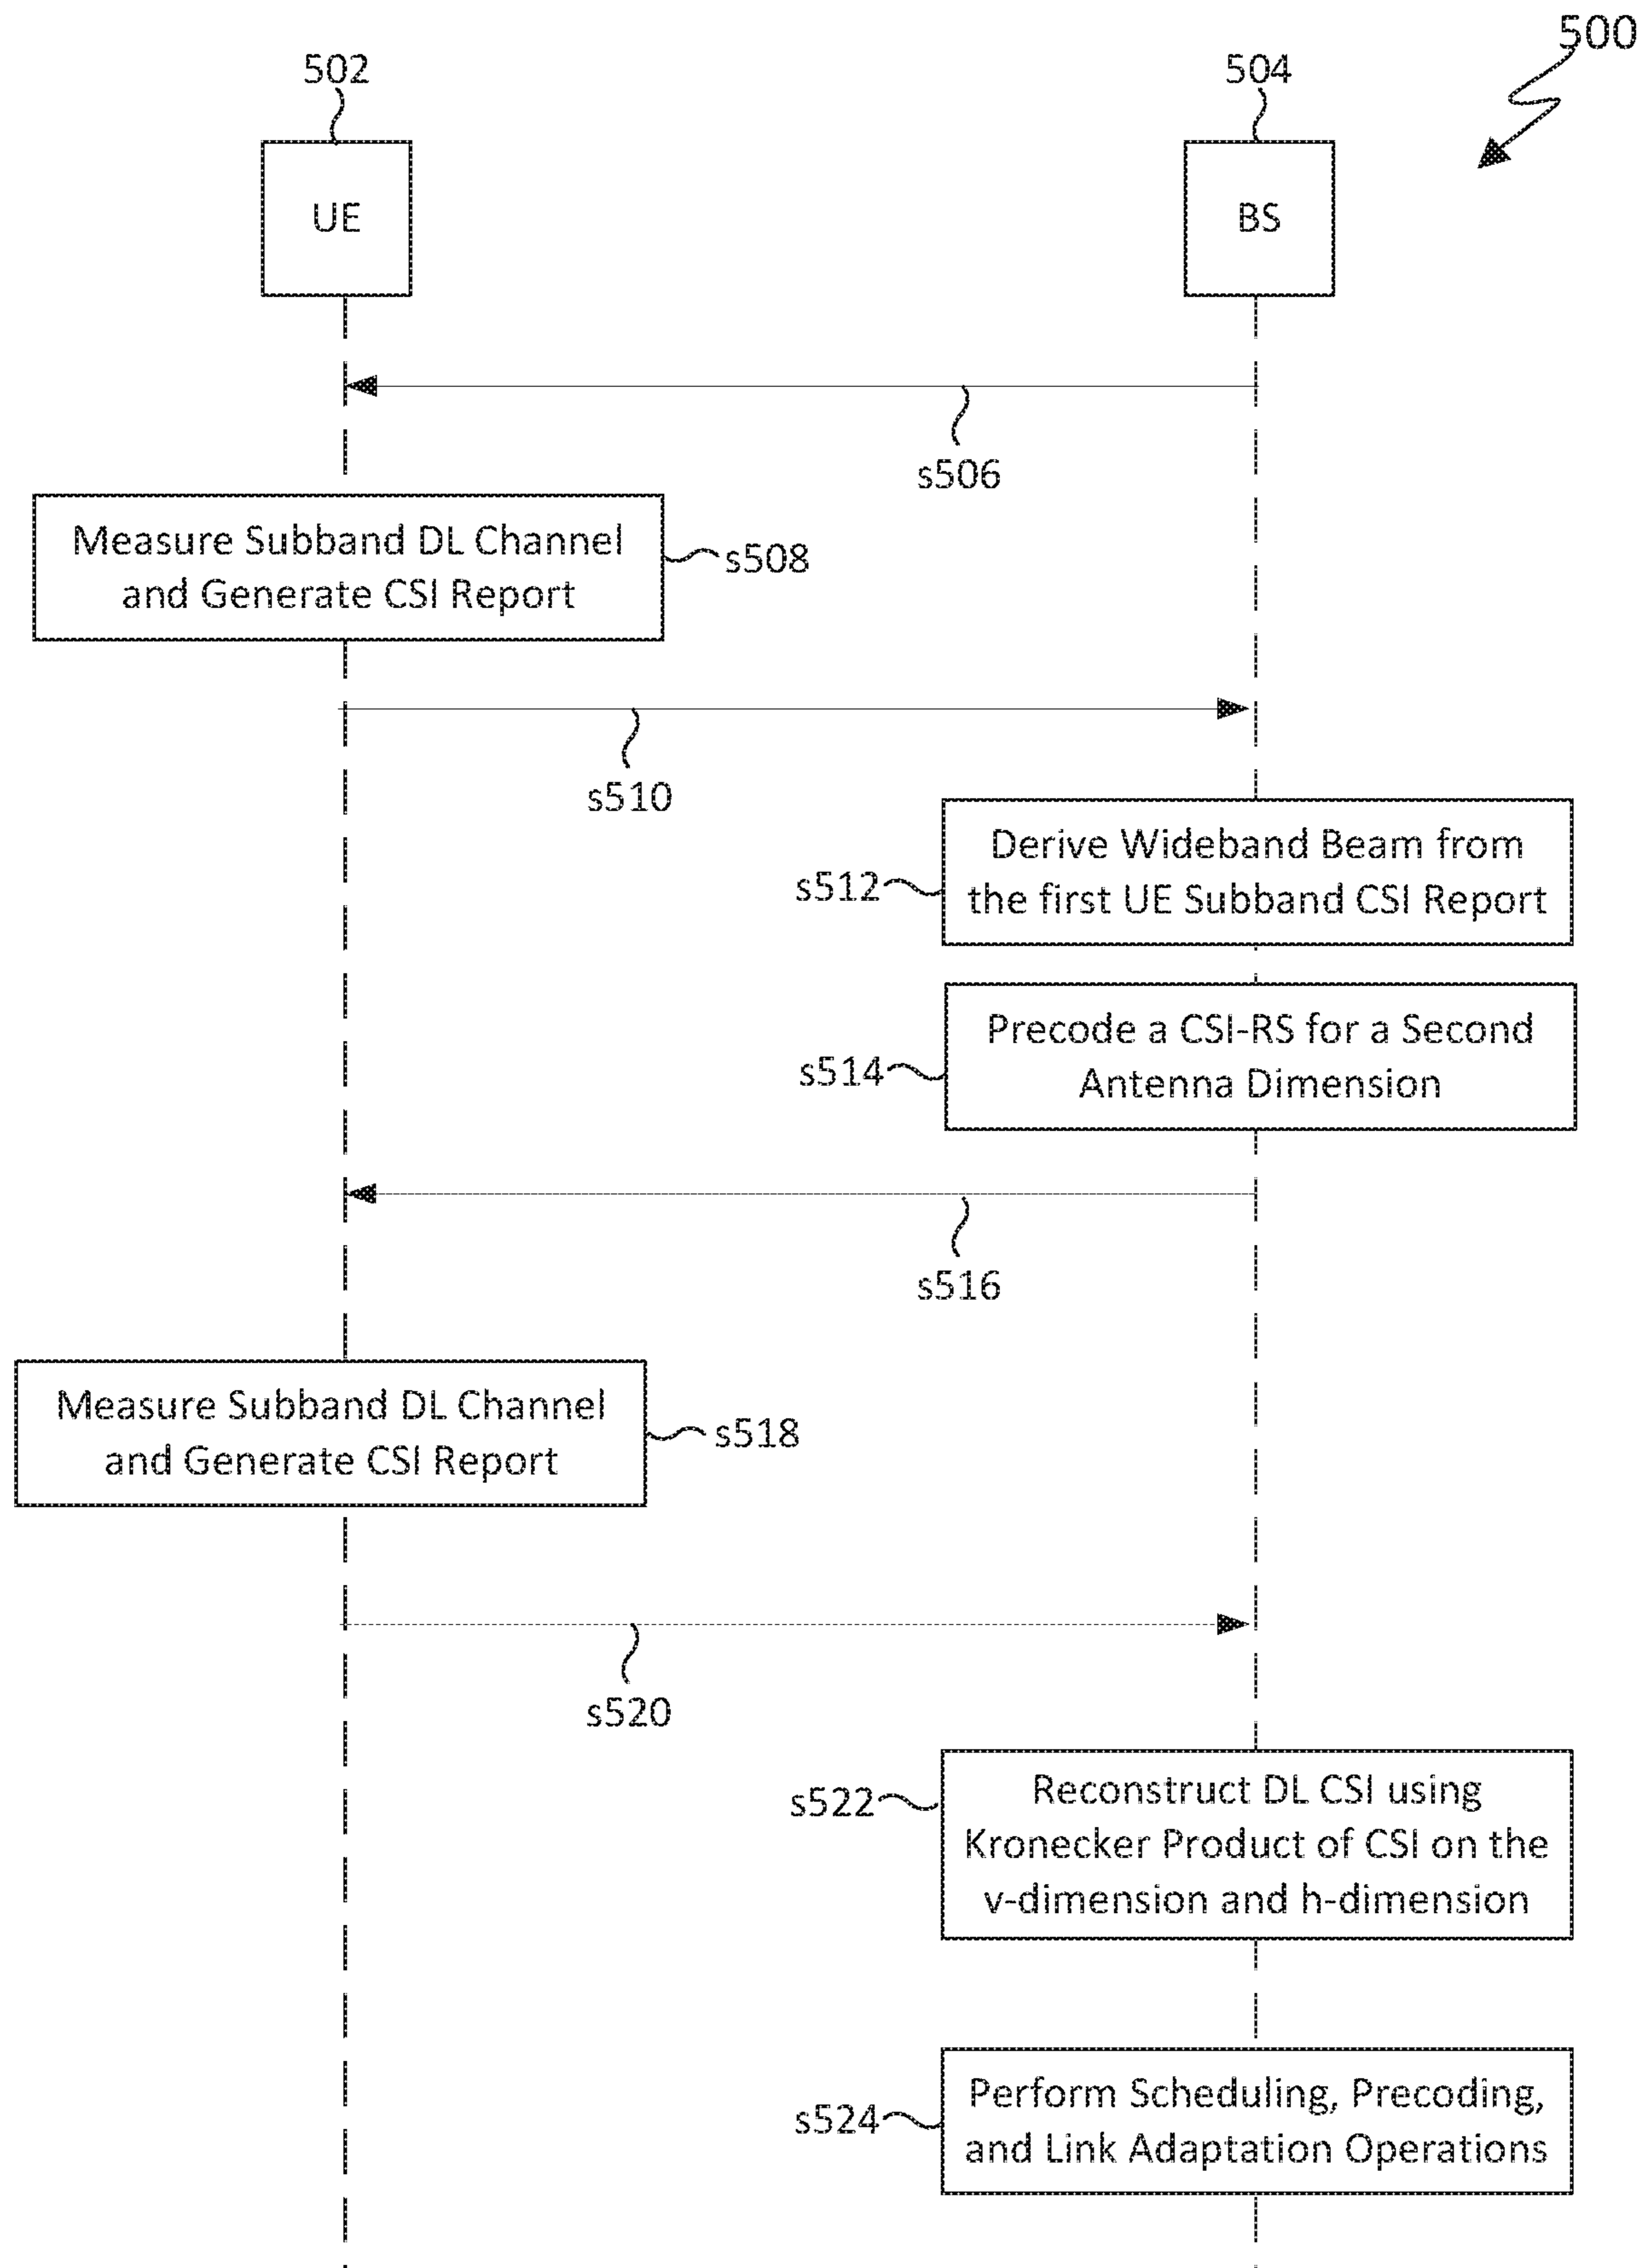 500
502
504
UE
BS
s506
Measure Subband DL Channel
and Generate CSI Report
s508
s510
Derive Wideband Beam from
the first UE Subband CSI Report
s512
Precode a CSI-RS for a Second
Antenna Dimension
s514
s516
Measure Subband DL Channel
and Generate CSI Report
s518
s520
Reconstruct DL CSI using
Kronecker Product of CSI on the
v-dimension and h-dimension
s522
Perform Scheduling, Precoding,
and Link Adaptation Operations
s524